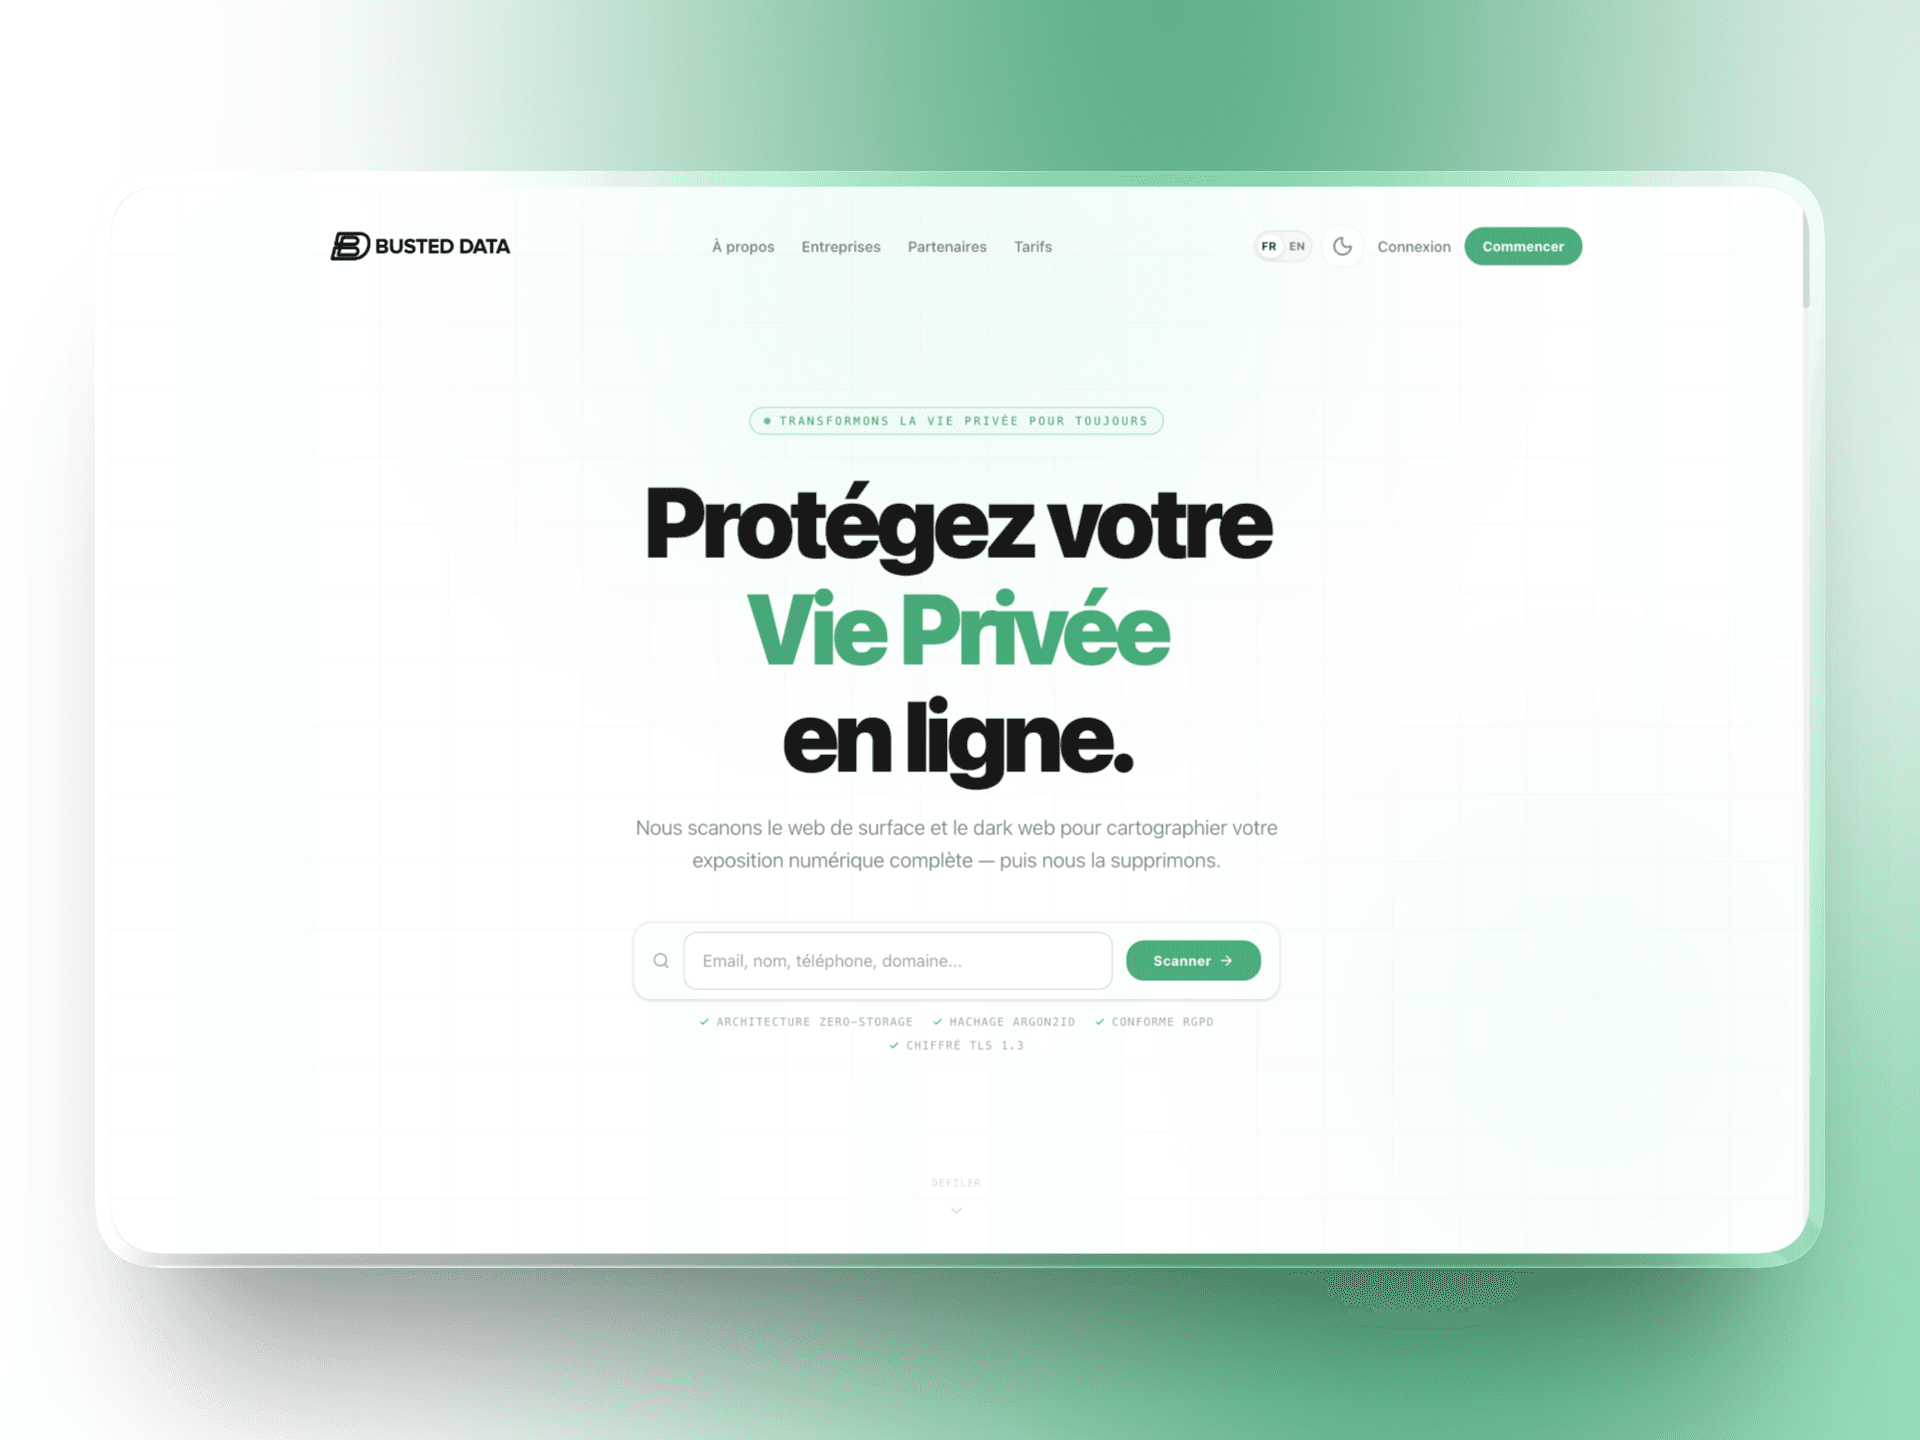 BUSTED DATA
À propos Entreprises Partenaires Tarifs
FR EN
Connexion
Commencer
TRANSFORMONS LA VIE PRIVÉE POUR TOUJOURS
Protégez votre
Vie Privée
en ligne.
Nous scanons le web de surface et le dark web pour cartographier votre
exposition numérique complète — puis nous la supprimons.
Email, nom, téléphone, domaine...
Scanner →
ARCHITECTURE ZERO-STORAGE HACHAGE ARGON2ID CONFORME RGPD
CHIFFRÉ TLS 1.3
DÉFILER